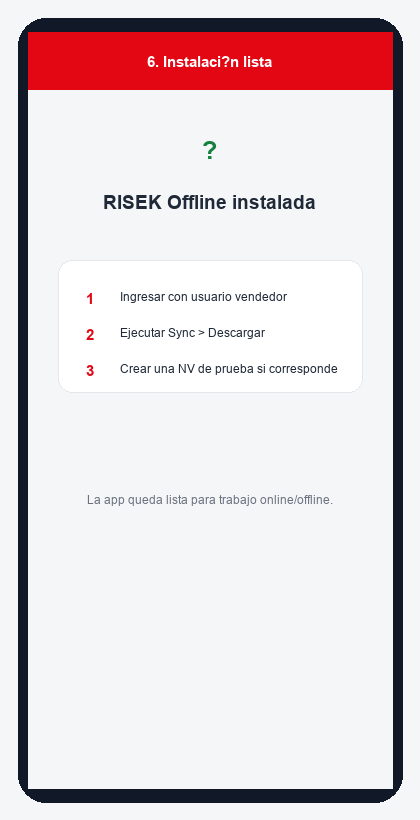 6. Instalaci?n lista
?
RISEK Offline instalada
1 Ingresar con usuario vendedor
2 Ejecutar Sync > Descargar
3 Crear una NV de prueba si corresponde
La app queda lista para trabajo online/offline.